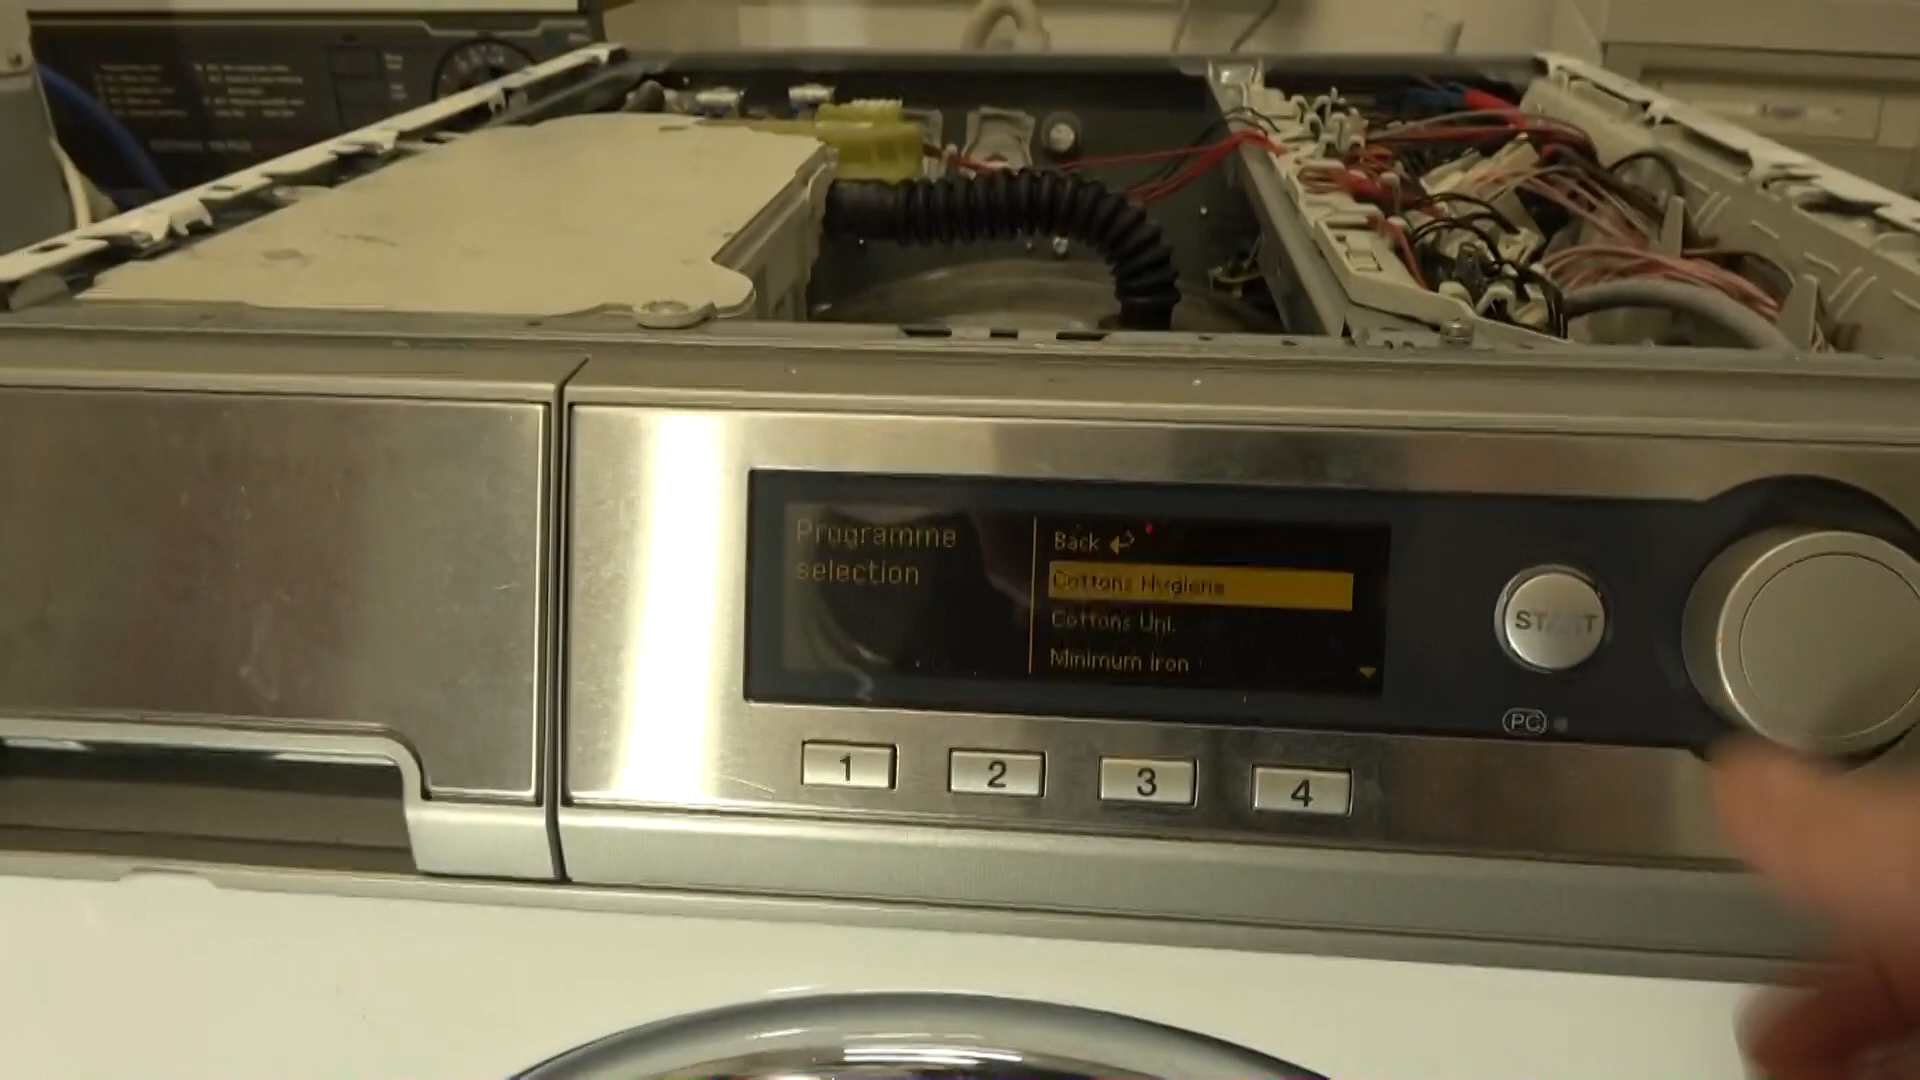 Programme
selection
Back
Cottons Hygiene
Cottons Uni.
Minimum iron
START
PC
1
2
3
4